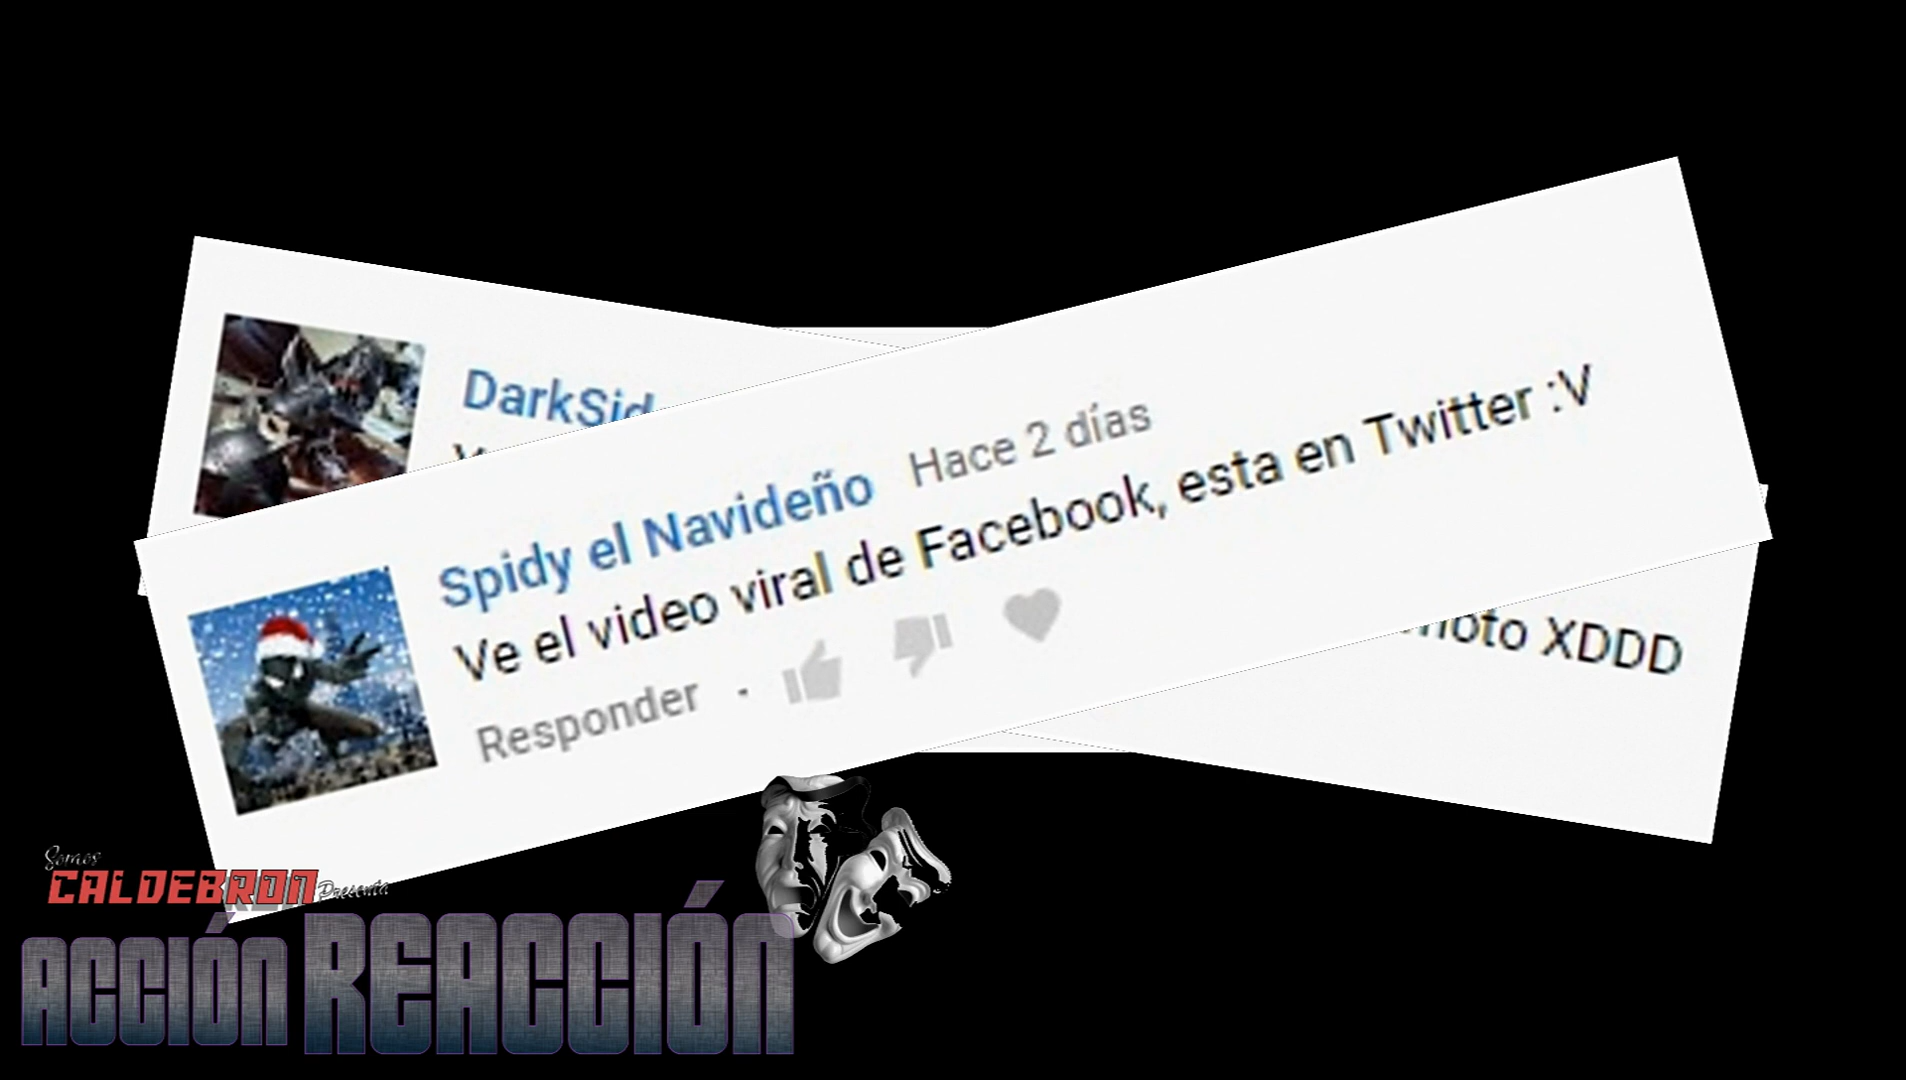 DarkSid
Spidy el Navideño Hace 2 días
Ve el video viral de Facebook, esta en Twitter :V
Responder ·
XDDD
Somos
CALDEBRON Presenta
ACCIÓN REACCIÓN